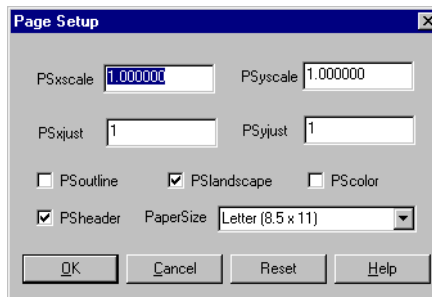 Page Setup
PSxscale 1.000000 PSyscale 1.000000
PSxjust 1 PSyjust 1
PSoutline PSlandscape PScolor
PSheader PaperSize Letter (8.5 x 11)
OK Cancel Reset Help